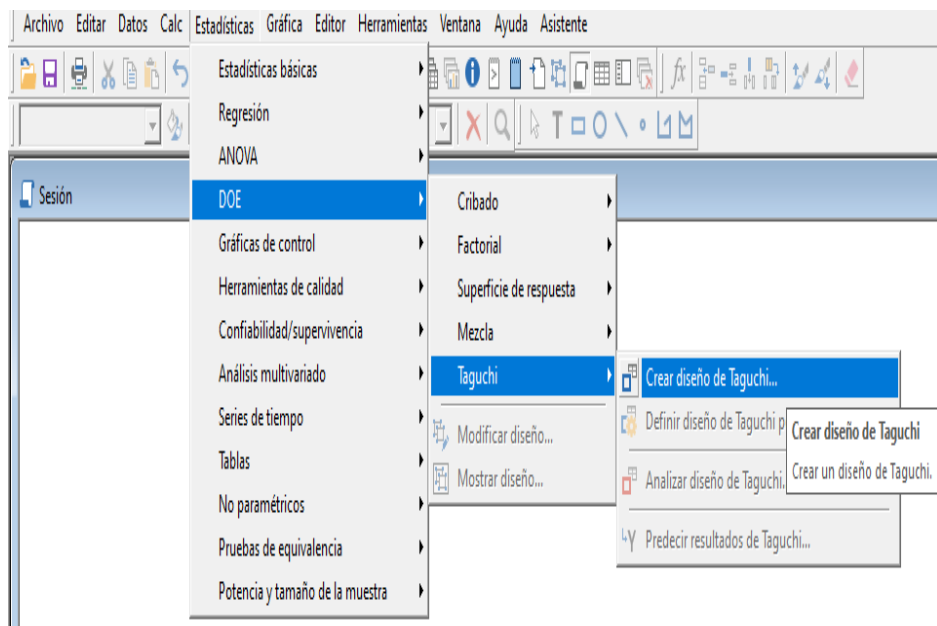 Archivo Editar Datos Calc Estadísticas Gráfica Editor Herramientas Ventana Ayuda Asistente
Sesión
Estadísticas básicas
Regresión
ANOVA
DOE
Gráficas de control
Herramientas de calidad
Confiabilidad/supervivencia
Análisis multivariado
Series de tiempo
Tablas
No paramétricos
Pruebas de equivalencia
Potencia y tamaño de la muestra
Cribado
Factorial
Superficie de respuesta
Mezcla
Taguchi
Modificar diseño...
Mostrar diseño...
Crear diseño de Taguchi...
Definir diseño de Taguchi p
Analizar diseño de Taguchi.
Predecir resultados de Taguchi...
Crear diseño de Taguchi
Crear un diseño de Taguchi.